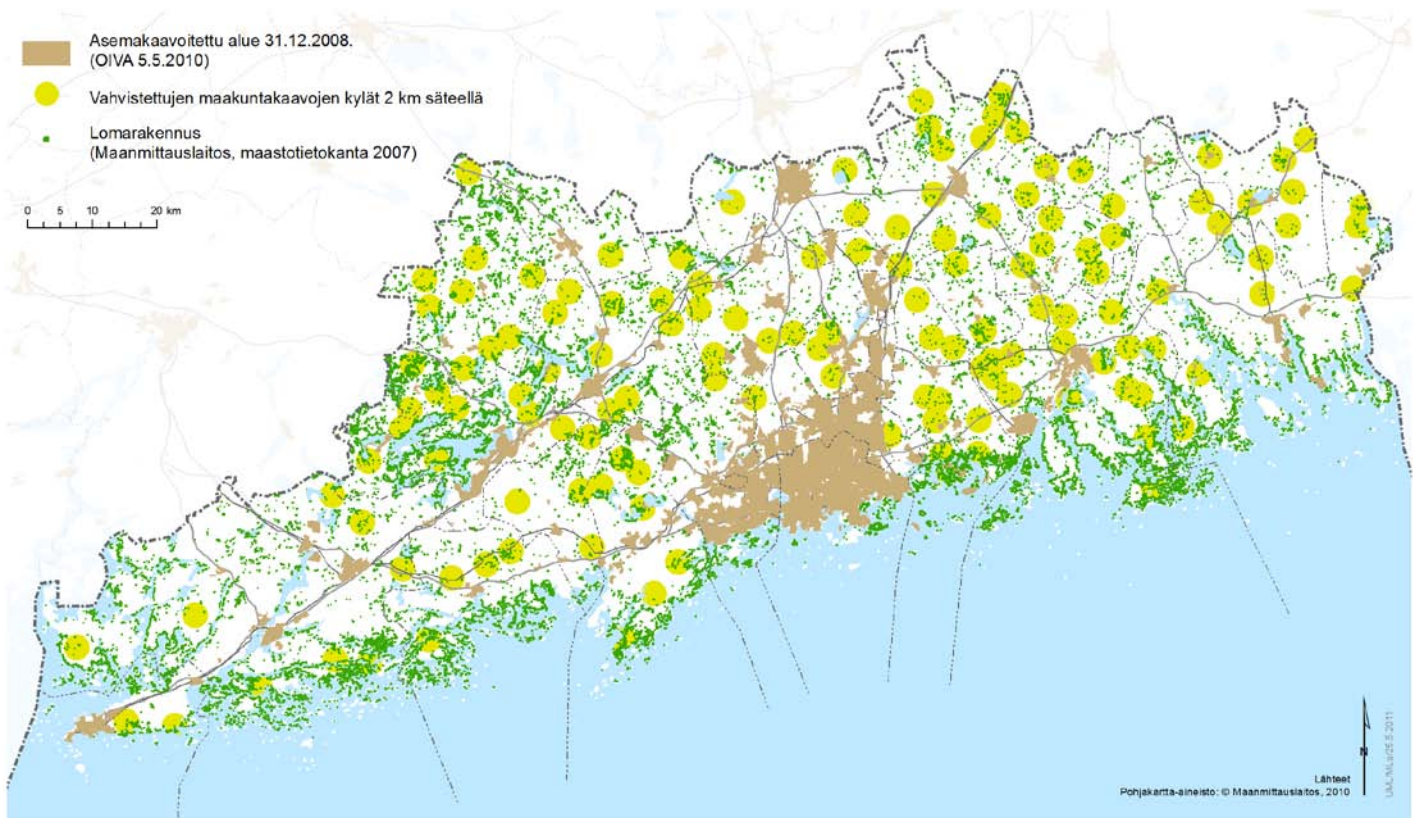 Asemakaavoitettu alue 31.12.2008.
(OIVA 5.5.2010)
Vahvistettujen maakuntakaavojen kylät 2 km säteellä
Lomarakennus
(Maanmittauslaitos, maastotietokanta 2007)
0 5 10 20 km
N
Lähteet
Pohjakartta-aineisto: © Maanmittauslaitos, 2010